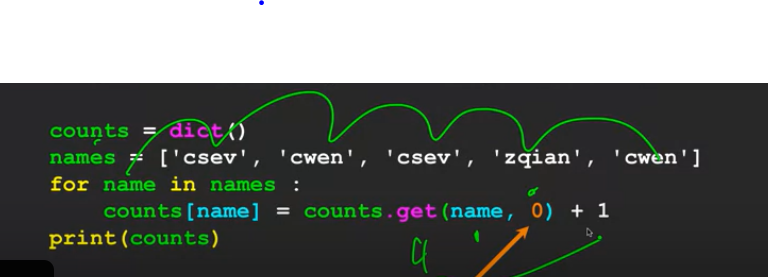 counts = dict()
names = ['csev', 'cwen', 'csev', 'zqian', 'cwen']
for name in names :
    counts[name] = counts.get(name, 0) + 1
print(counts)